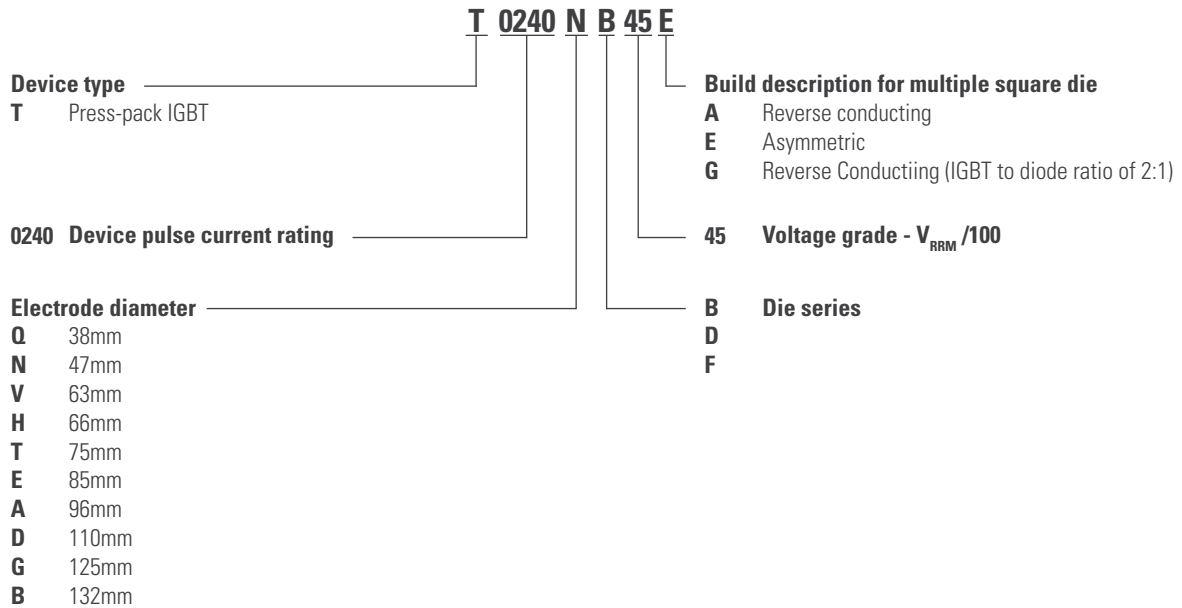 T 0240 N B 45 E
Device type
T Press-pack IGBT
0240 Device pulse current rating
Electrode diameter
Q 38mm
N 47mm
V 63mm
H 66mm
T 75mm
E 85mm
A 96mm
D 110mm
G 125mm
B 132mm
Build description for multiple square die
A Reverse conducting
E Asymmetric
G Reverse Conductiing (IGBT to diode ratio of 2:1)
45 Voltage grade - VRRM /100
B Die series
D
F